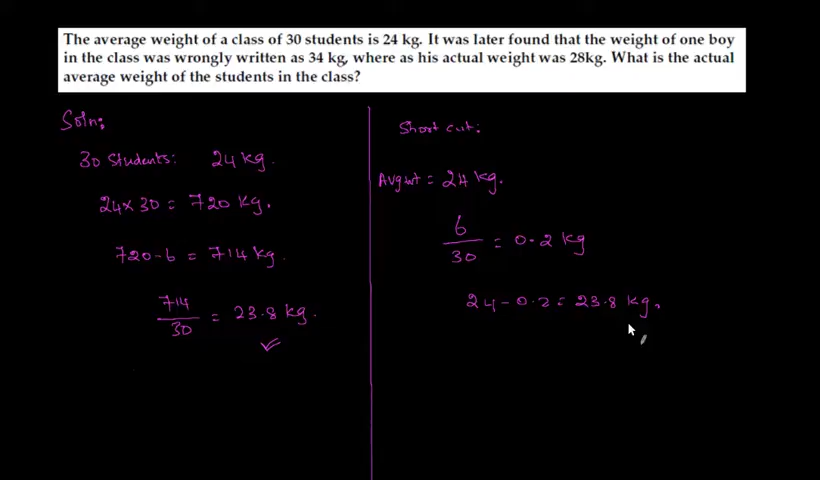 The average weight of a class of 30 students is 24 kg. It was later found that the weight of one boy
in the class was wrongly written as 34 kg, where as his actual weight was 28kg. What is the actual
average weight of the students in the class?
Soln:
30 Students: 24 kg.
24×30 = 720 kg.
720-6 = 714 kg.
714
30
= 23.8 kg.
Short cut:
Avg wt = 24 kg.
6
30
= 0.2 kg
24 - 0.2 = 23.8 kg.